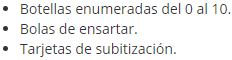 • Botellas enumeradas del 0 al 10.
• Bolas de ensartar.
• Tarjetas de subitización.